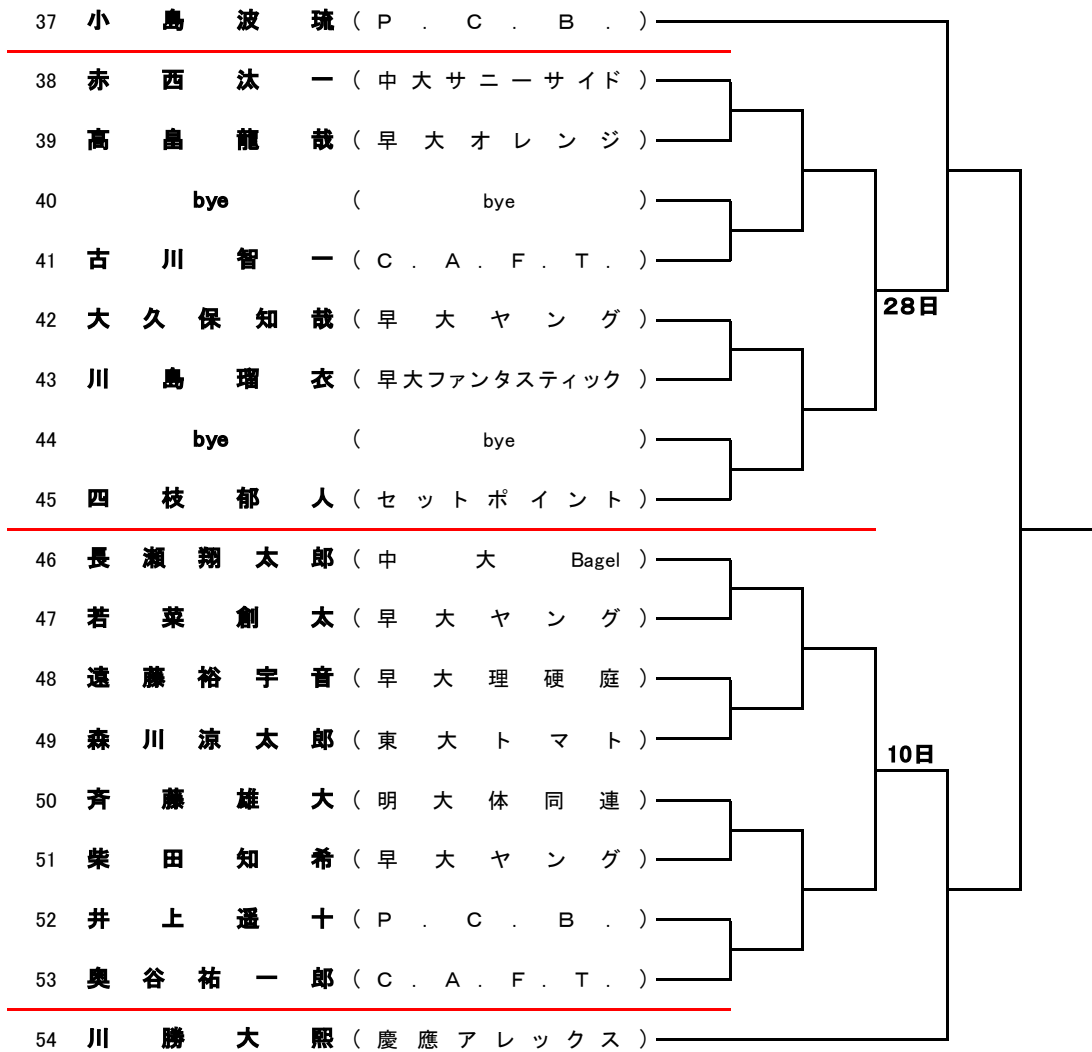 37 小島波琉 (P.C.B.)
38 赤西汰一 (中大サニーサイド)
39 高畠龍哉 (早大オレンジ)
40 bye (bye)
41 古川智一 (C.A.F.T.)
28日
42 大久保知哉 (早大ヤング)
43 川島瑠衣 (早大ファンタスティック)
44 bye (bye)
45 四枝郁人 (セットポイント)
46 長瀬翔太郎 (中大Bagel)
47 若菜創太 (早大ヤング)
48 遠藤裕宇音 (早大理硬庭)
49 森川涼太郎 (東大トマト)
10日
50 斉藤雄大 (明大体同連)
51 柴田知希 (早大ヤング)
52 井上遥十 (P.C.B.)
53 奥谷祐一郎 (C.A.F.T.)
54 川勝大熙 (慶應アレックス)